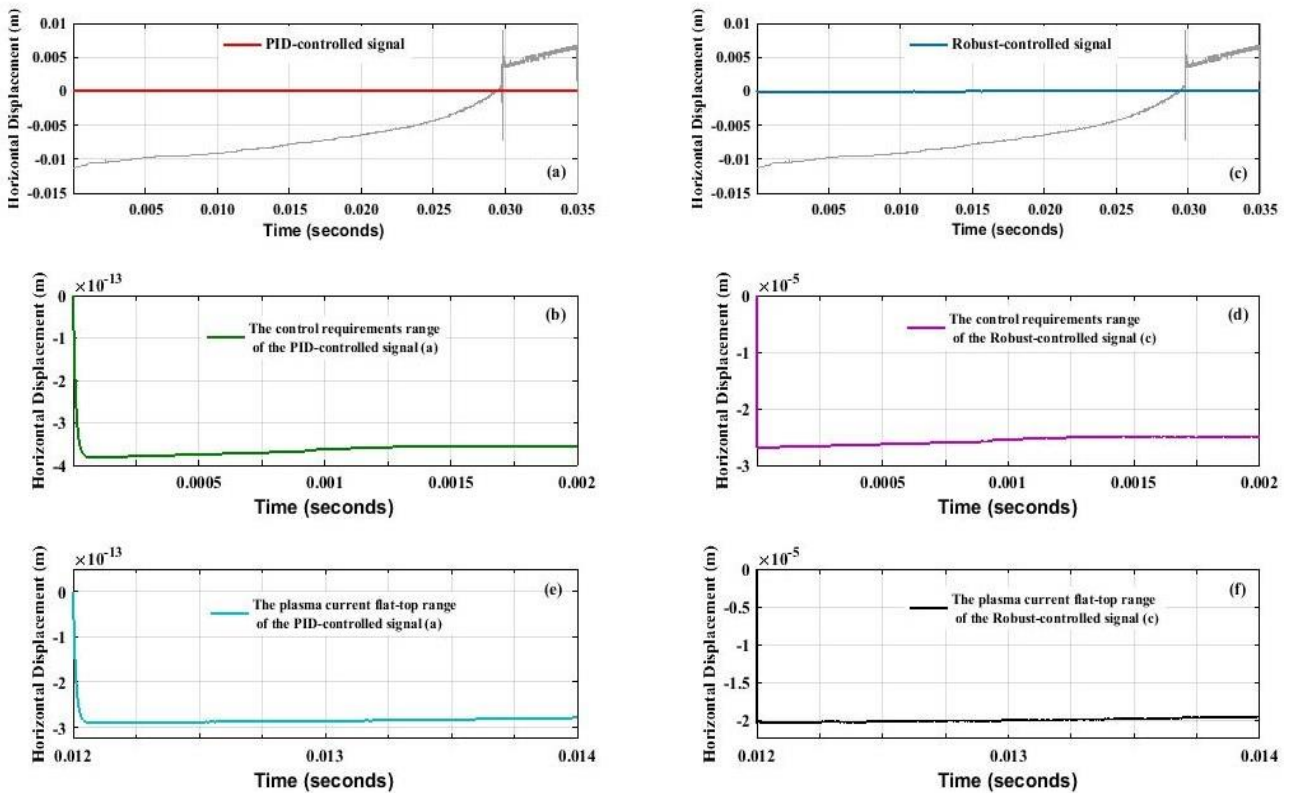 Horizontal Displacement (m)
0.01
0.005
0
-0.005
-0.01
-0.015
PID-controlled signal
(a)
0.005
0.010
0.015
0.020
0.025
0.030
0.035
Time (seconds)
Horizontal Displacement (m)
0.01
0.005
0
-0.005
-0.01
-0.015
Robust-controlled signal
(c)
0.005
0.010
0.015
0.020
0.025
0.030
0.035
Time (seconds)
Horizontal Displacement (m)
×10-13
0
-1
-2
-3
-4
(b)
The control requirements range
of the PID-controlled signal (a)
0.0005
0.001
0.0015
0.002
Time (seconds)
Horizontal Displacement (m)
×10-5
0
-1
-2
-3
(d)
The control requirements range
of the Robust-controlled signal (c)
0.0005
0.001
0.0015
0.002
Time (seconds)
Horizontal Displacement (m)
×10-13
0
-1
-2
-3
(e)
The plasma current flat-top range
of the PID-controlled signal (a)
0.012
0.013
0.014
Time (seconds)
Horizontal Displacement (m)
×10-5
0
-0.5
-1
-1.5
-2
(f)
The plasma current flat-top range
of the Robust-controlled signal (c)
0.012
0.013
0.014
Time (seconds)